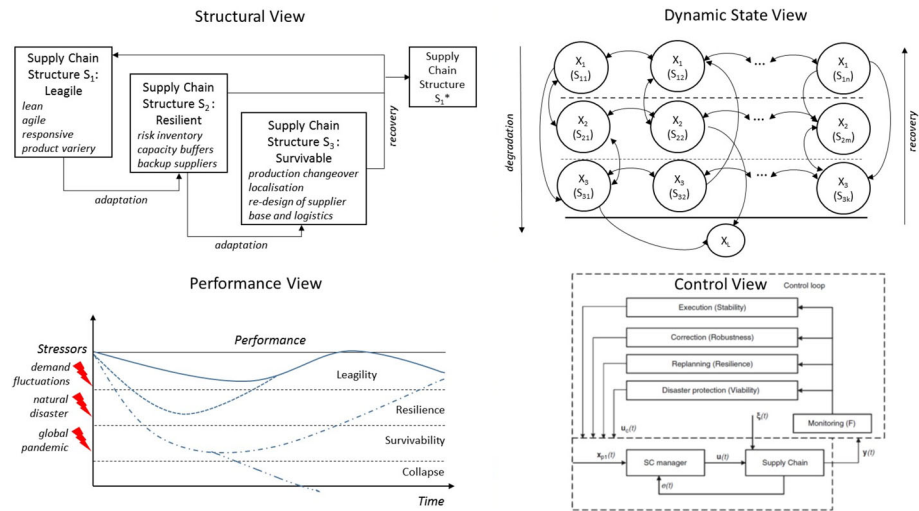 Structural View
Supply Chain
Structure S1:
Leagile
lean
agile
responsive
product variery
Supply Chain
Structure S2:
Resilient
risk inventory
capacity buffers
backup suppliers
Supply Chain
Structure S3:
Survivable
production changeover
localisation
re-design of supplier
base and logistics
Supply
Chain
Structure
S1*
adaptation
adaptation
recovery
Dynamic State View
degradation
recovery
X1
(S11)
X1
(S12)
...
X1
(S1n)
X2
(S21)
X2
(S22)
...
X2
(S2m)
X3
(S31)
X3
(S32)
...
X3
(S3k)
XL
Performance View
Stressors
Performance
demand
fluctuations
natural
disaster
global
pandemic
Leagility
Resilience
Survivability
Collapse
Time
Control View
Control loop
Execution (Stability)
Correction (Robustness)
Replanning (Resilience)
Disaster protection (Viability)
Monitoring (F)
uc(t)
ξ(t)
y(t)
SC manager
u(t)
Supply Chain
e(t)